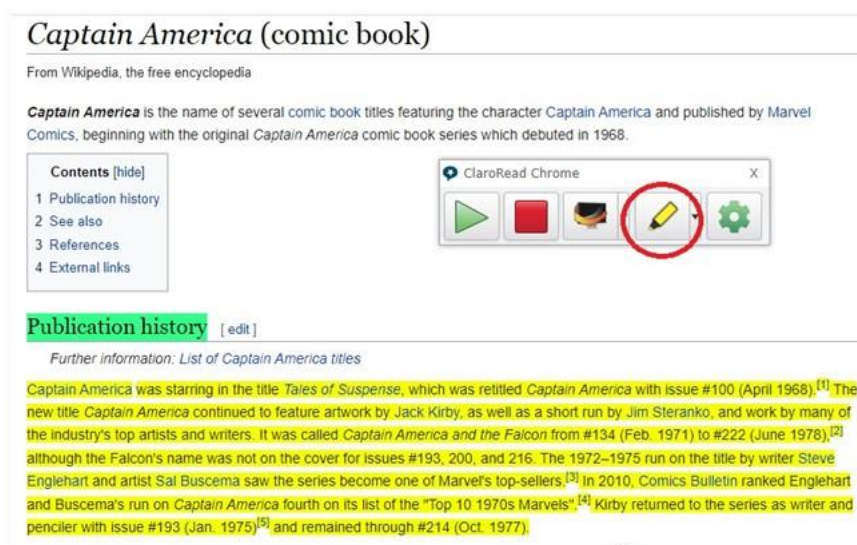 Captain America (comic book)
From Wikipedia, the free encyclopedia
Captain America is the name of several comic book titles featuring the character Captain America and published by Marvel
Comics, beginning with the original Captain America comic book series which debuted in 1968.
Contents [hide]
1 Publication history
2 See also
3 References
4 External links
ClaroRead Chrome X
Publication history [ edit ]
Further information: List of Captain America titles
Captain America was starring in the title Tales of Suspense, which was retitled Captain America with issue #100 (April 1968).[1] The
new title Captain America continued to feature artwork by Jack Kirby, as well as a short run by Jim Steranko, and work by many of
the industry's top artists and writers. It was called Captain America and the Falcon from #134 (Feb. 1971) to #222 (June 1978),[2]
although the Falcon's name was not on the cover for issues #193, 200, and 216. The 1972–1975 run on the title by writer Steve
Englehart and artist Sal Buscema saw the series become one of Marvel's top-sellers.[3] In 2010, Comics Bulletin ranked Englehart
and Buscema's run on Captain America fourth on its list of the "Top 10 1970s Marvels".[4] Kirby returned to the series as writer and
penciler with issue #193 (Jan. 1975)[5] and remained through #214 (Oct. 1977).